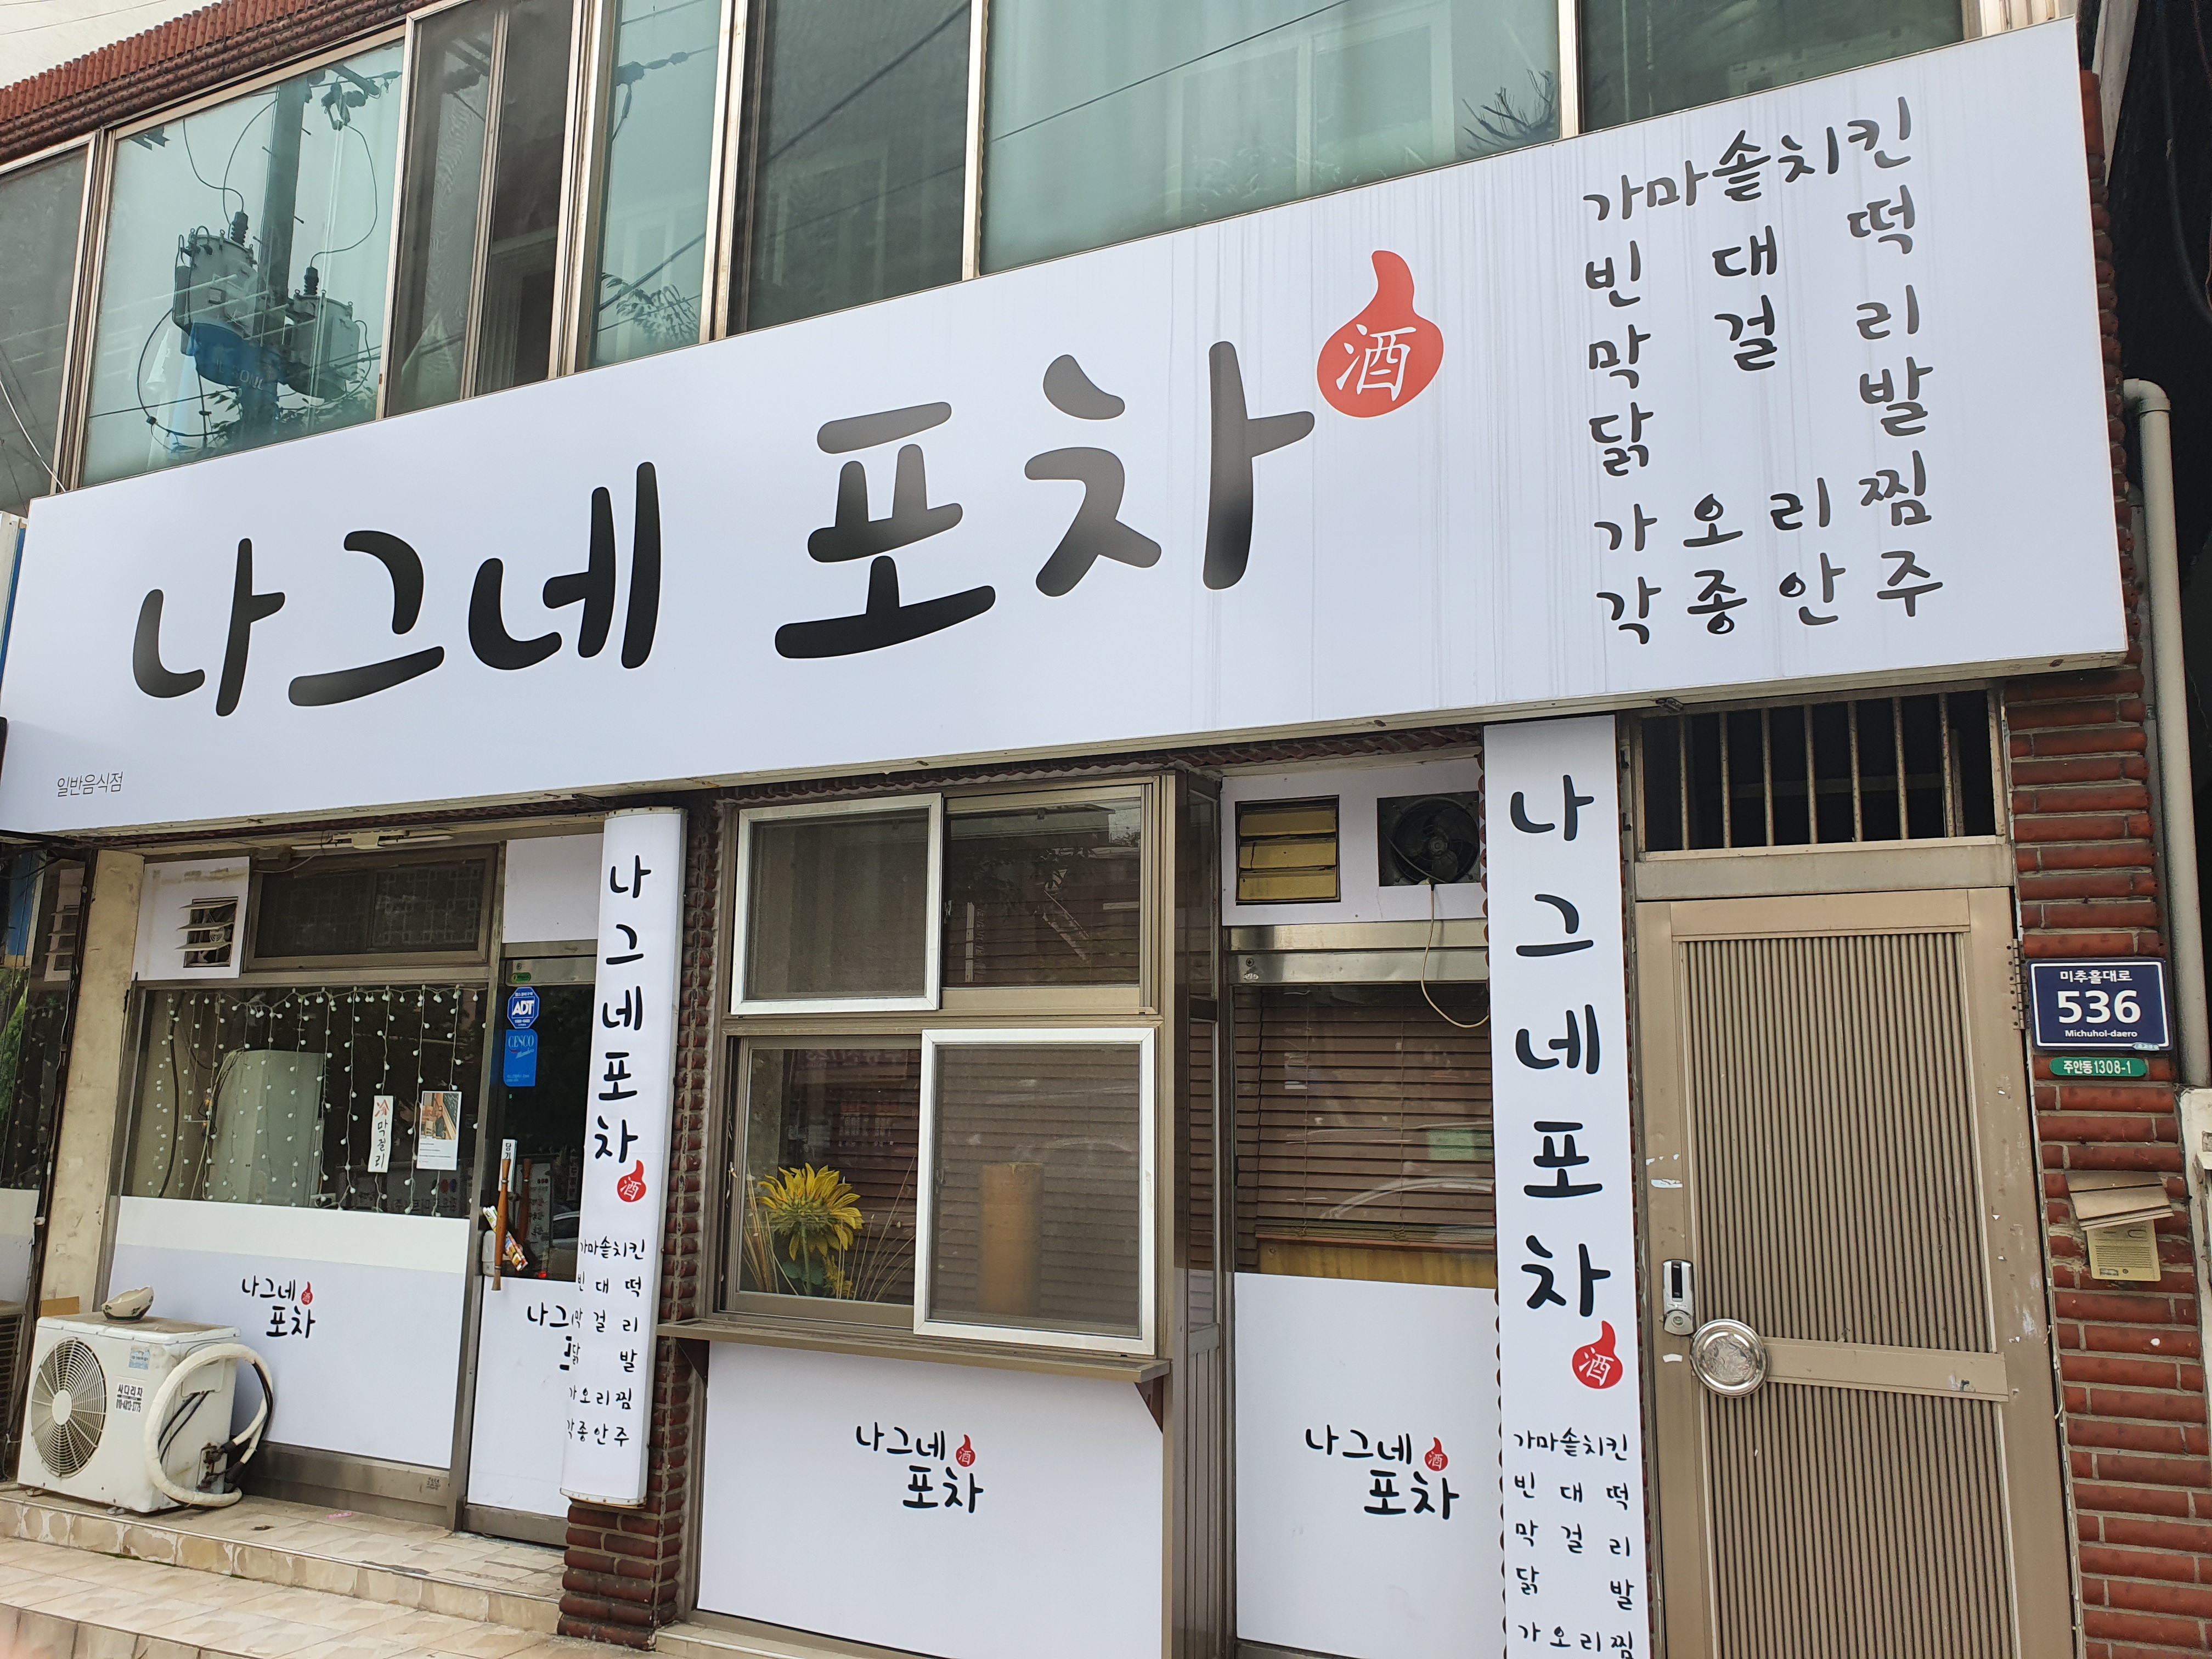 나그네 포차
酒
가마솥치킨
빈 대 떡
막 걸 리
닭 발
가 오 리 찜
각 종 안 주
일반음식점
나그네포차
酒
가마솥치킨
빈 대 떡
막 걸 리
닭 발
가 오 리 찜
각 종 안 주
나그네포차
酒
가마솥치킨
빈 대 떡
막 걸 리
닭 발
가 오 리 찜
미추홀대로
536
Michuhol-daero
주안동 1308-1
ADT
CESCO
막걸리
나그네 酒
포차
나그
나그네 酒
포차
나그네 酒
포차